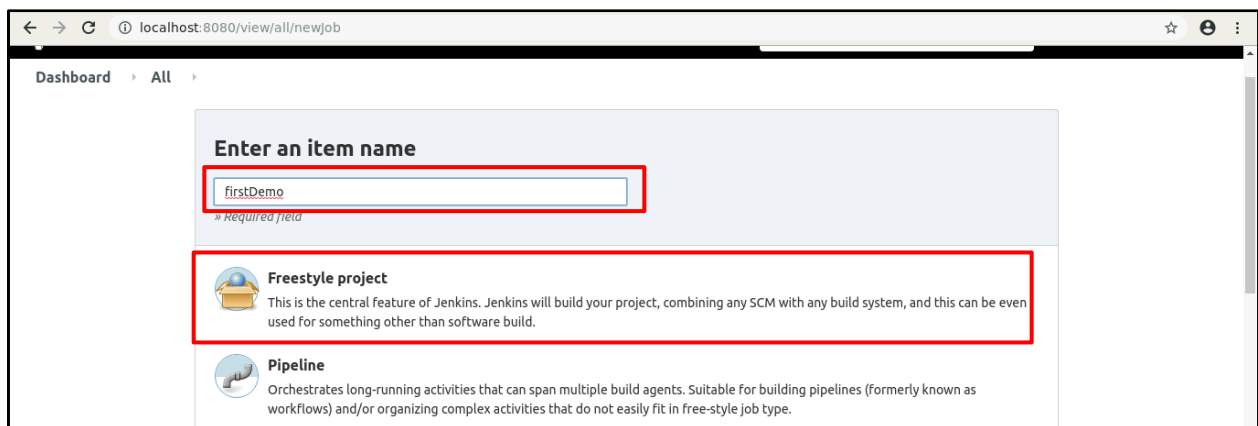 localhost:8080/view/all/newJob
Dashboard All
Enter an item name
firstDemo
» Required field
Freestyle project
This is the central feature of Jenkins. Jenkins will build your project, combining any SCM with any build system, and this can be even
used for something other than software build.
Pipeline
Orchestrates long-running activities that can span multiple build agents. Suitable for building pipelines (formerly known as
workflows) and/or organizing complex activities that do not easily fit in free-style job type.